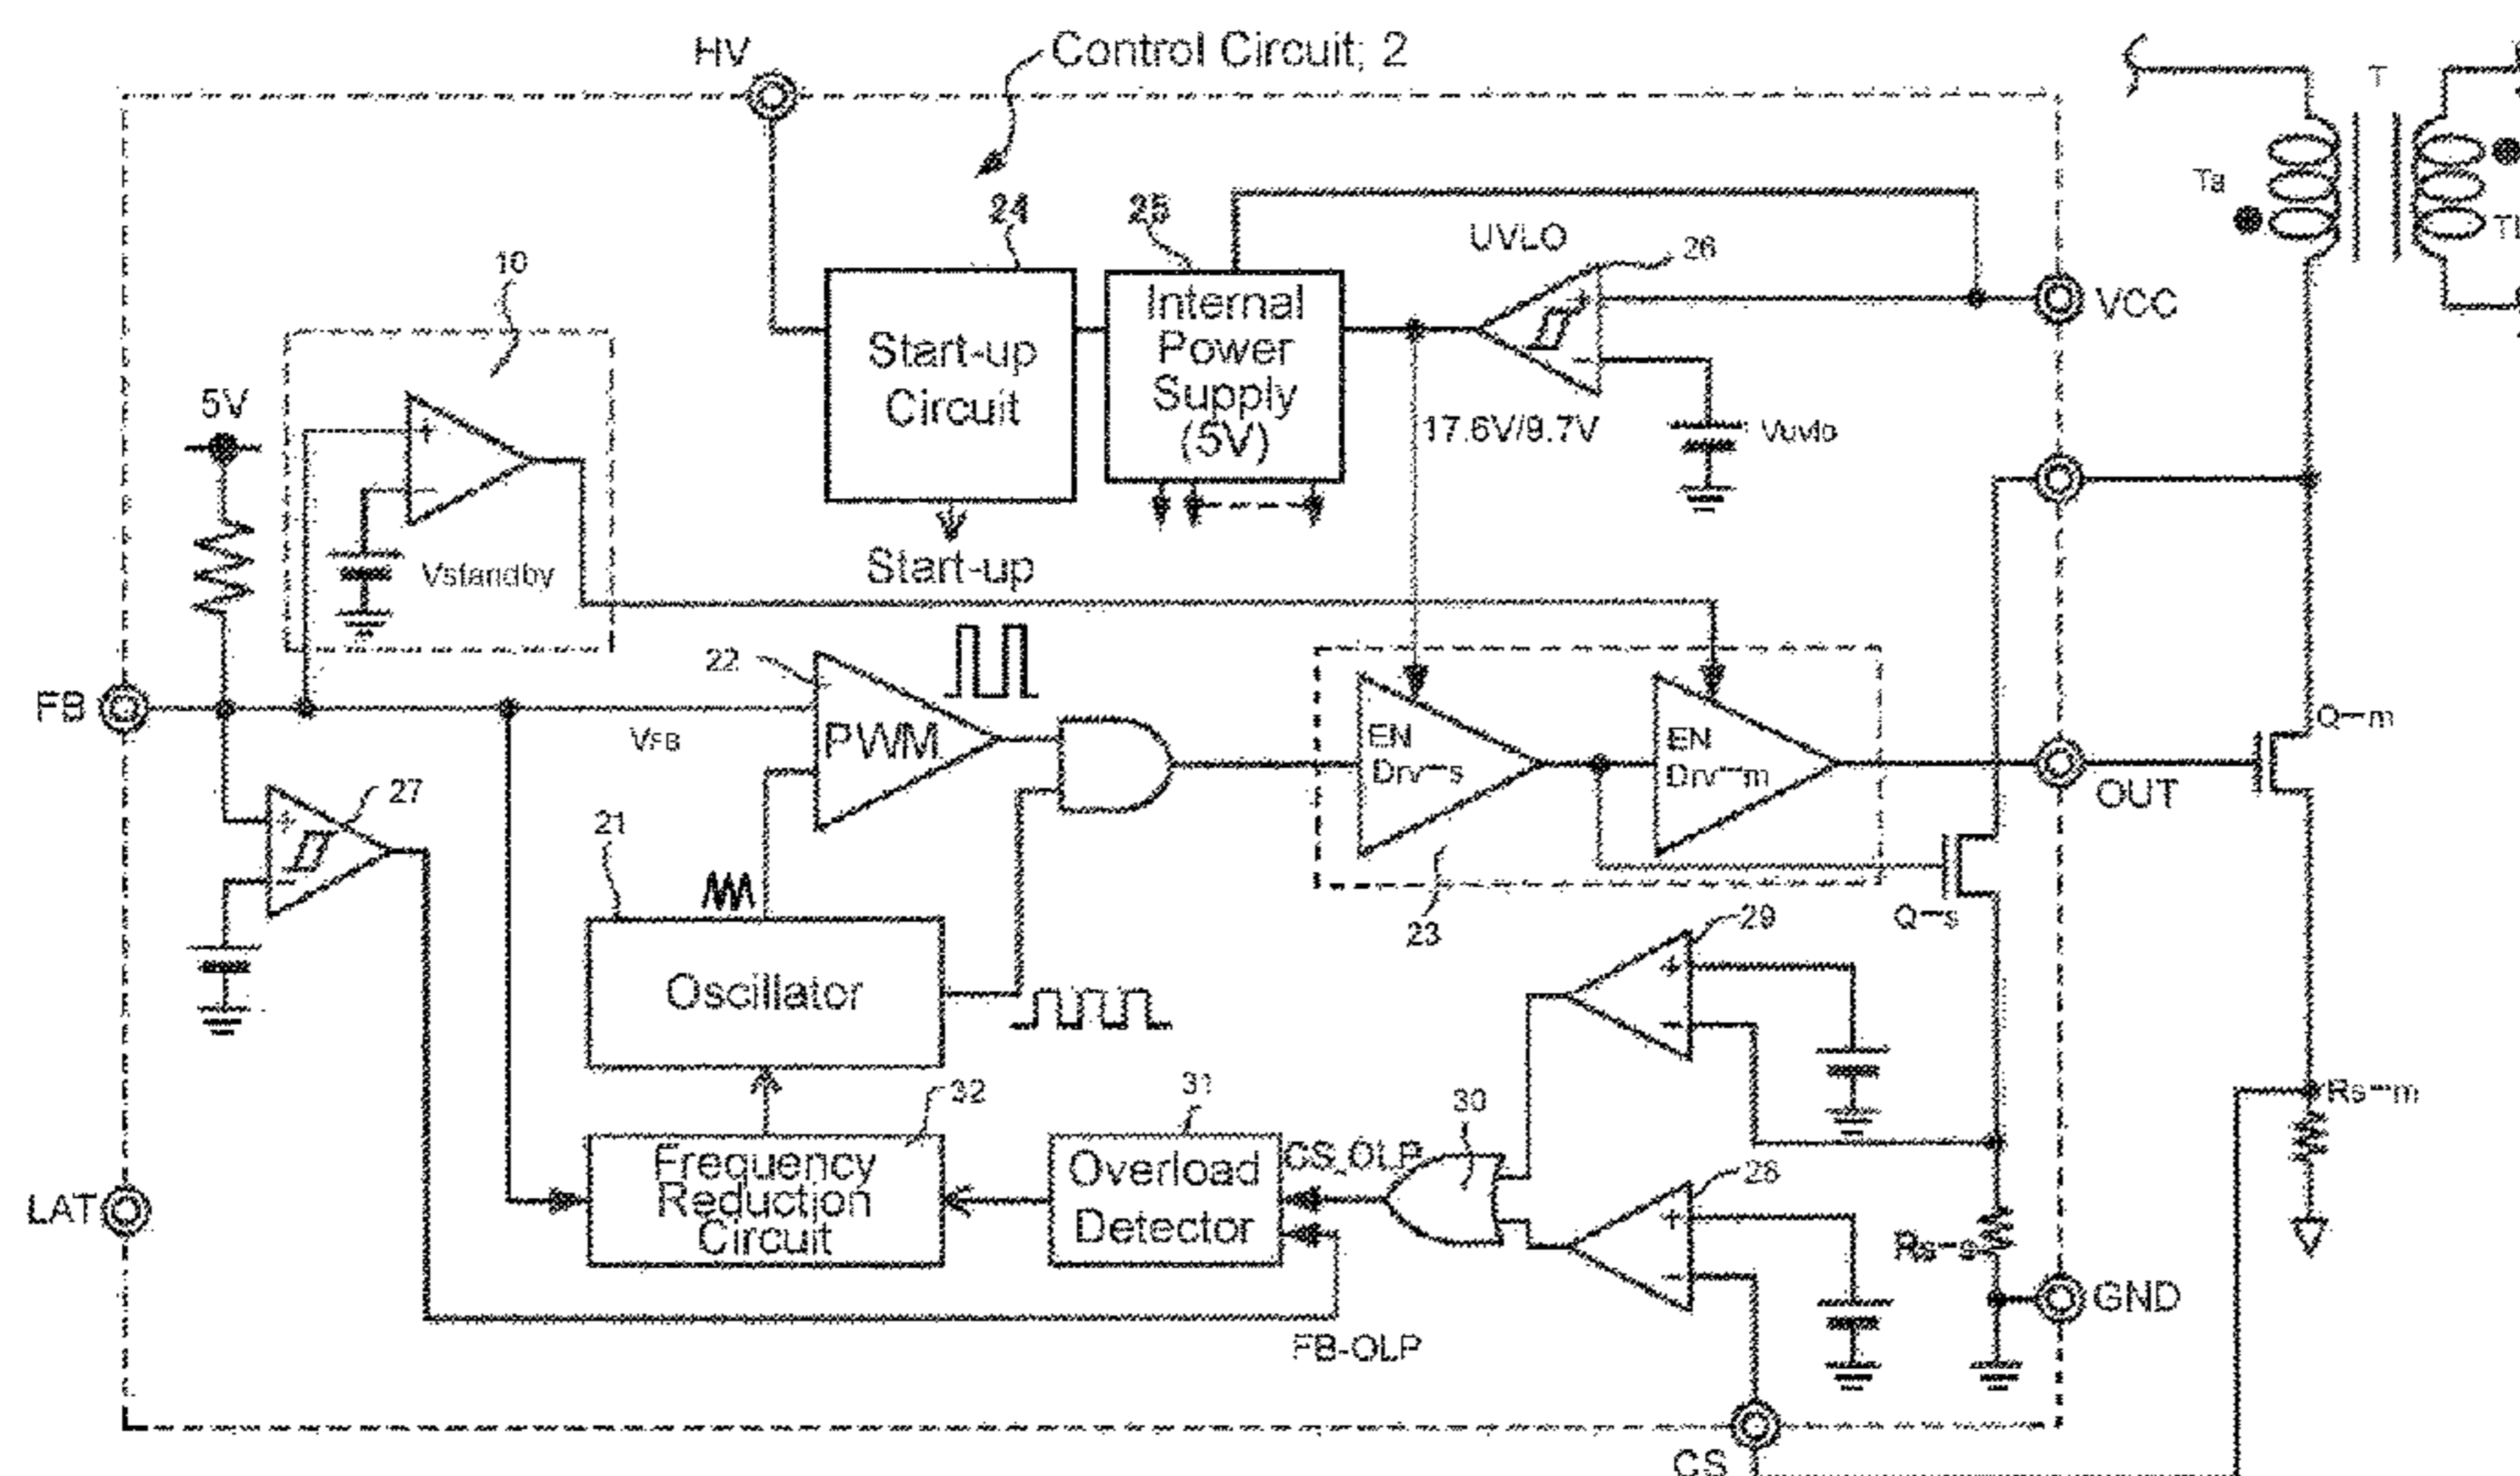 HV
Control Circuit; 2
T
Ta
24
25
UVLO
26
10
Internal
Power
Supply
(5V)
VCC
Start-up
Circuit
5V
17.6V/9.7V
Vuvlo
Vstandby
Start-up
22
FB
VFB
PWM
EN
Drv-s
EN
Drv-m
Q-m
OUT
27
21
23
Q-s
29
Oscillator
32
31
30
Rs-m
Frequency
Reduction
Circuit
Overload
Detector
CS_OLP
28
LAT
Rs-s
GND
FB-OLP
CS